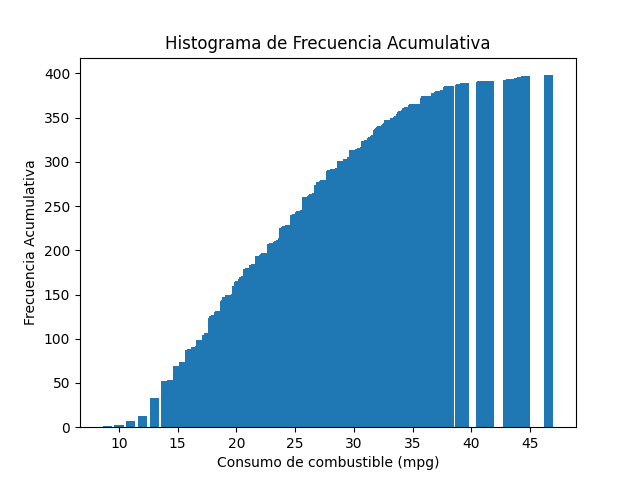 Histograma de Frecuencia Acumulativa
Frecuencia Acumulativa
400
350
300
250
200
150
100
50
0
10 15 20 25 30 35 40 45
Consumo de combustible (mpg)